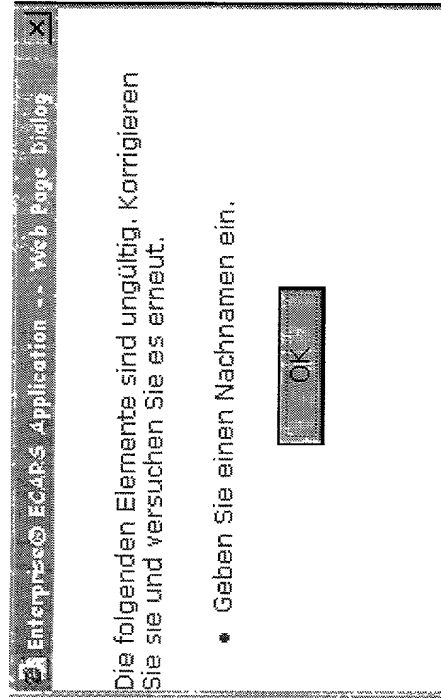 Enterprise® ECARS Application -- Web Page Dialog
Die folgenden Elemente sind ungültig. Korrigieren
Sie sie und versuchen Sie es erneut.
• Geben Sie einen Nachnamen ein.
OK